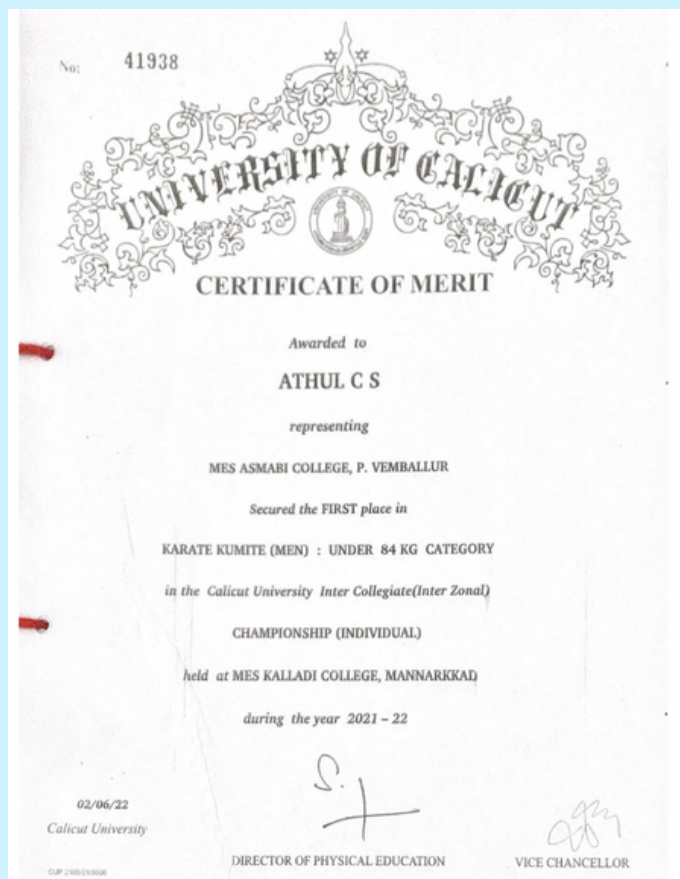 No: 41938
UNIVERSITY OF CALICUT
CERTIFICATE OF MERIT
Awarded to
ATHUL C S
representing
MES ASMABI COLLEGE, P. VEMBALLUR
Secured the FIRST place in
KARATE KUMITE (MEN) : UNDER 84 KG CATEGORY
in the Calicut University Inter Collegiate(Inter Zonal)
CHAMPIONSHIP (INDIVIDUAL)
held at MES KALLADI COLLEGE, MANNARKKAD
during the year 2021 – 22
02/06/22
Calicut University
DIRECTOR OF PHYSICAL EDUCATION
VICE CHANCELLOR